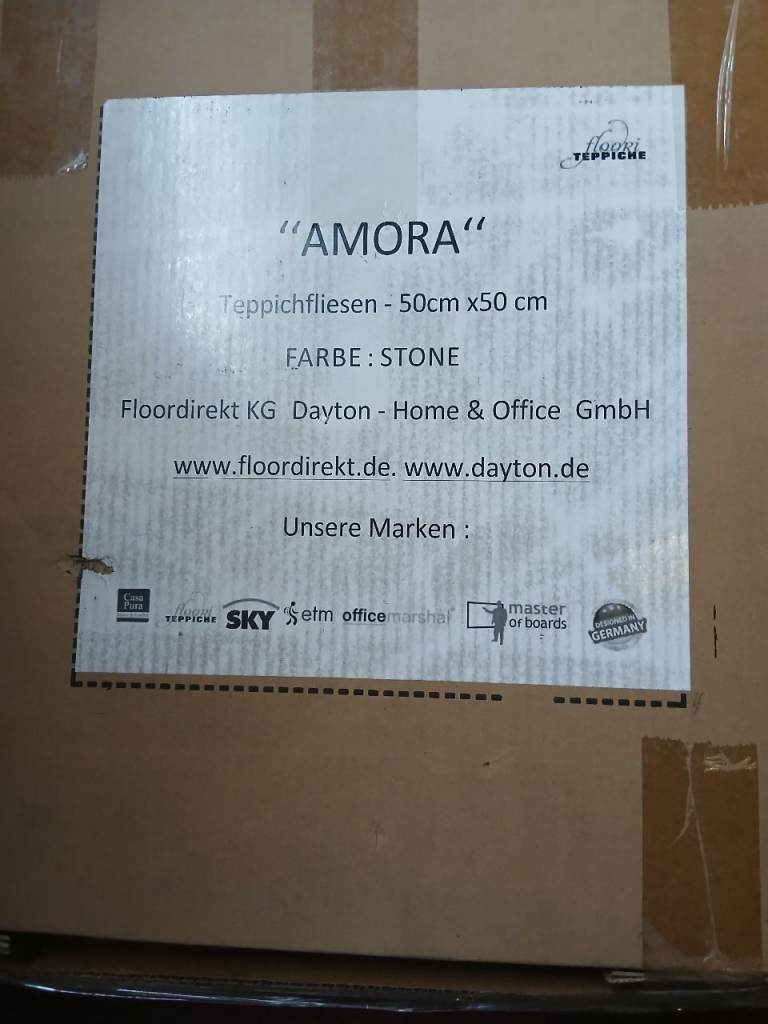 floori
TEPPICHE
‘‘AMORA‘‘
Teppichfliesen - 50cm x50 cm
FARBE : STONE
Floordirekt KG Dayton - Home & Office GmbH
www.floordirekt.de. www.dayton.de
Unsere Marken :
Casa
Pura
floori
TEPPICHE
SKY
etm
officemarshal
master
of boards
DESIGNED IN
GERMANY